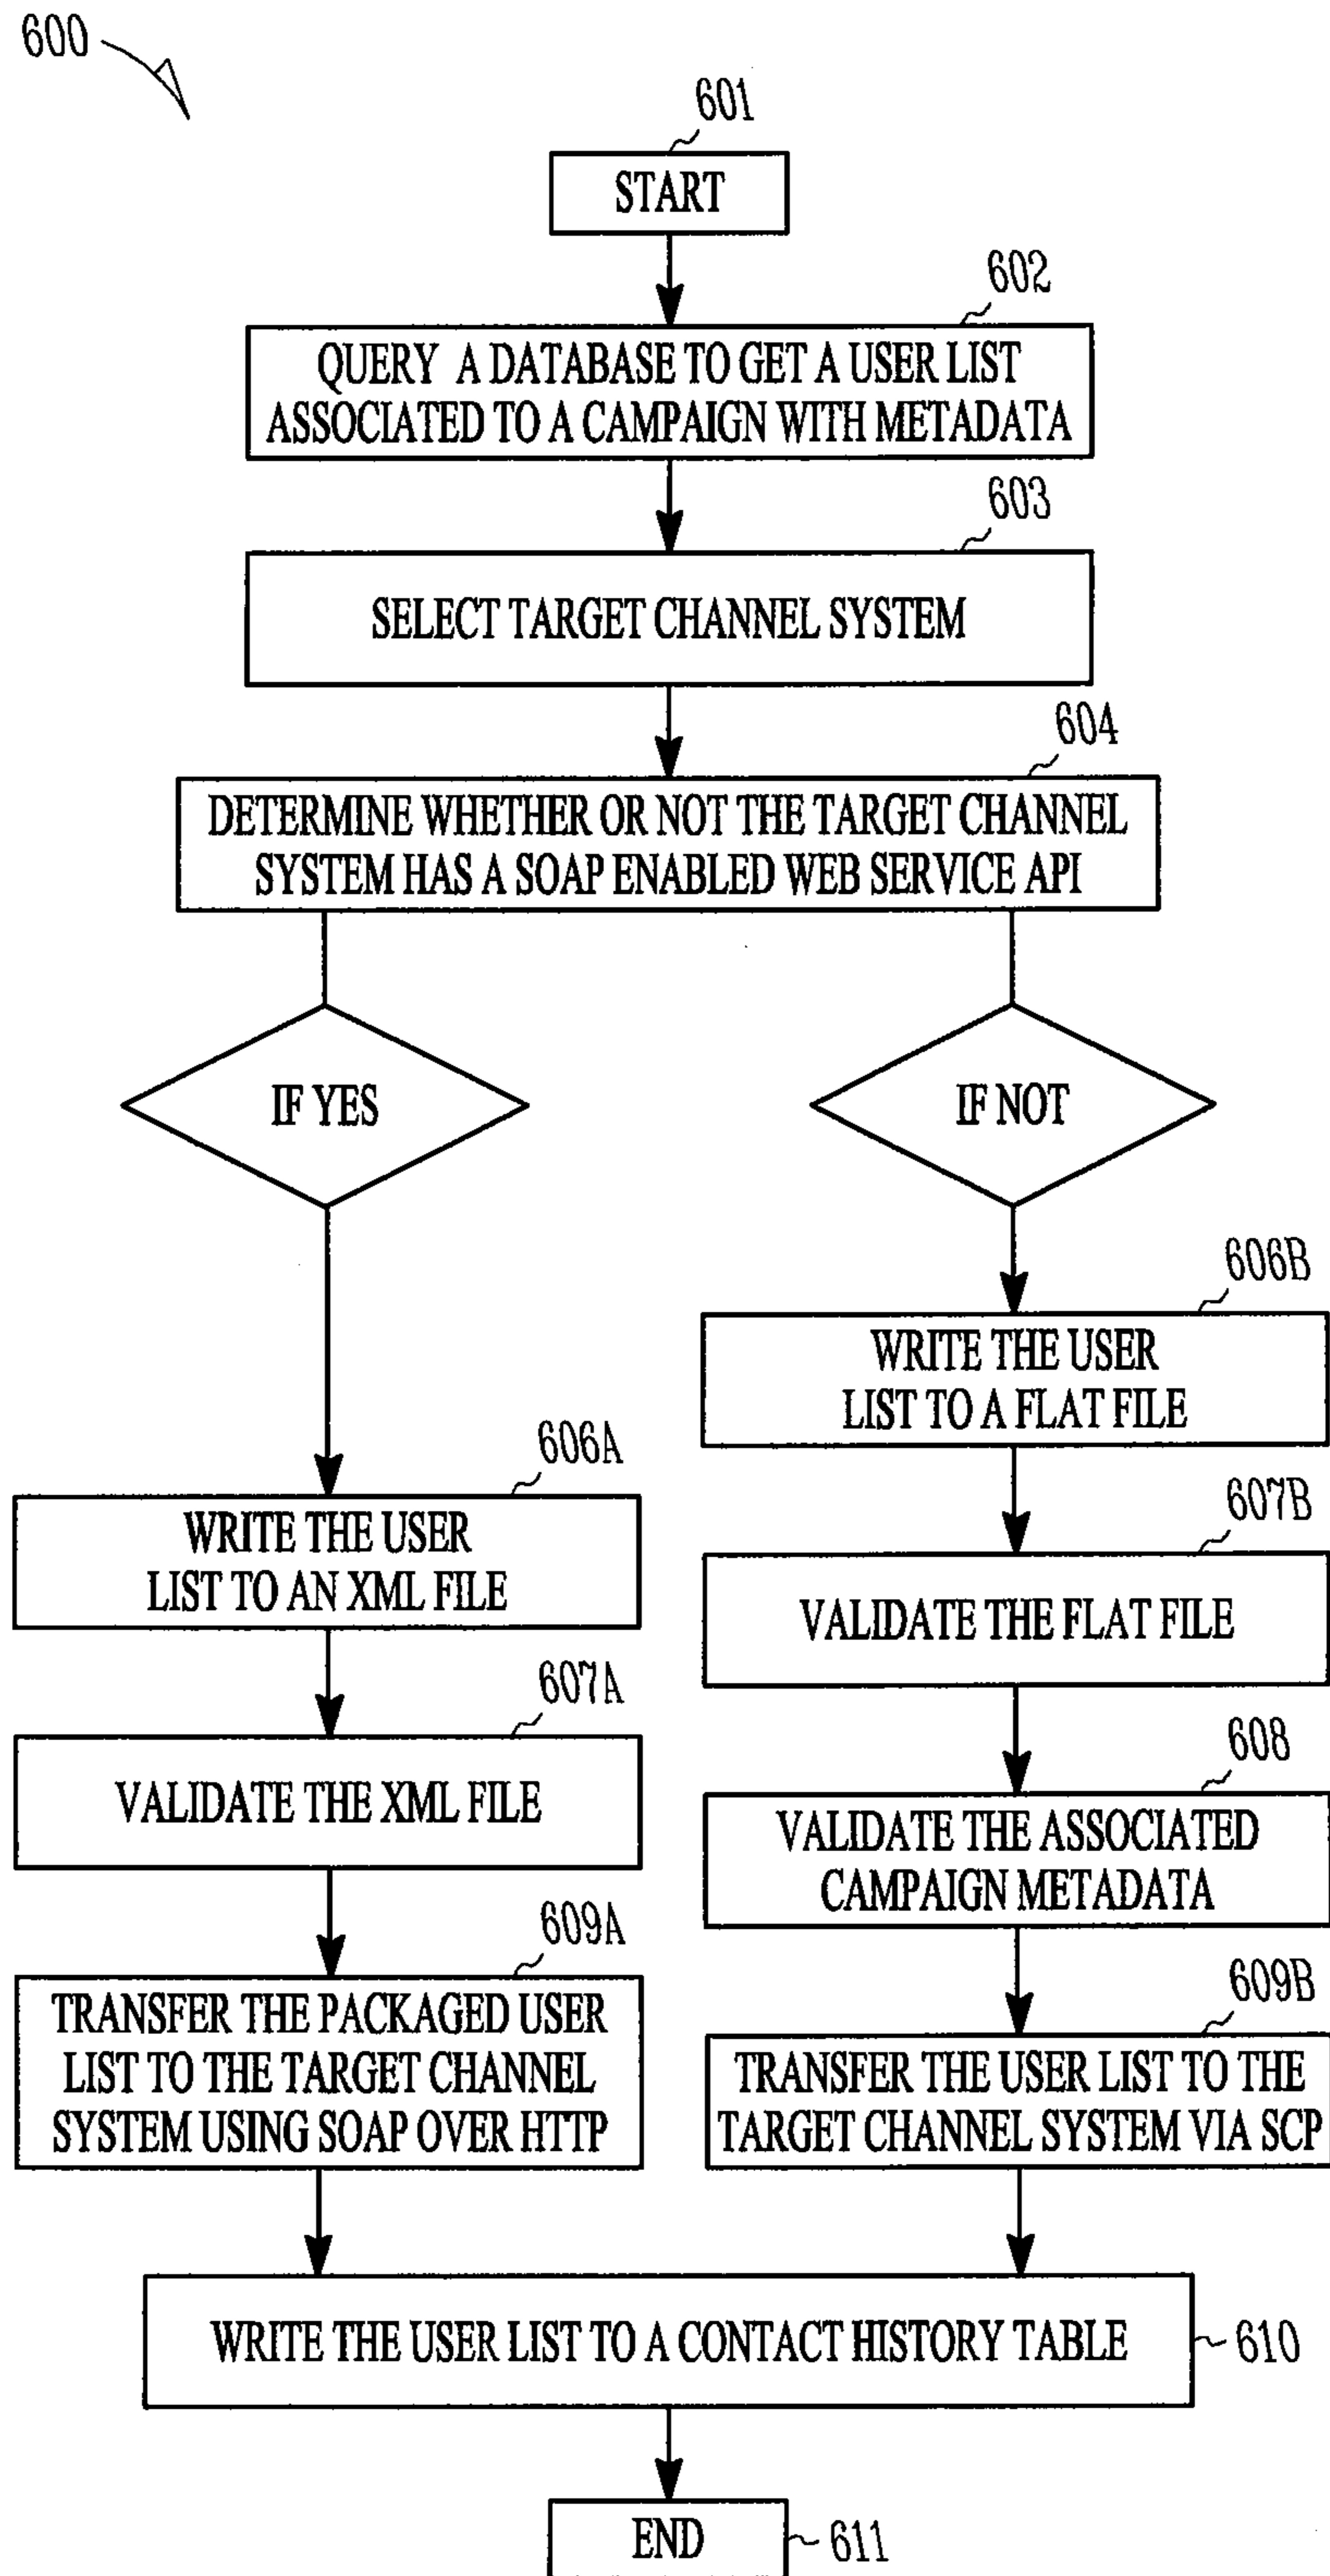 600
601
START
602
QUERY A DATABASE TO GET A USER LIST
ASSOCIATED TO A CAMPAIGN WITH METADATA
603
SELECT TARGET CHANNEL SYSTEM
604
DETERMINE WHETHER OR NOT THE TARGET CHANNEL
SYSTEM HAS A SOAP ENABLED WEB SERVICE API
IF YES
IF NOT
606B
WRITE THE USER
LIST TO A FLAT FILE
606A
WRITE THE USER
LIST TO AN XML FILE
607B
VALIDATE THE FLAT FILE
607A
VALIDATE THE XML FILE
608
VALIDATE THE ASSOCIATED
CAMPAIGN METADATA
609A
TRANSFER THE PACKAGED USER
LIST TO THE TARGET CHANNEL
SYSTEM USING SOAP OVER HTTP
609B
TRANSFER THE USER LIST TO THE
TARGET CHANNEL SYSTEM VIA SCP
WRITE THE USER LIST TO A CONTACT HISTORY TABLE
610
END
611